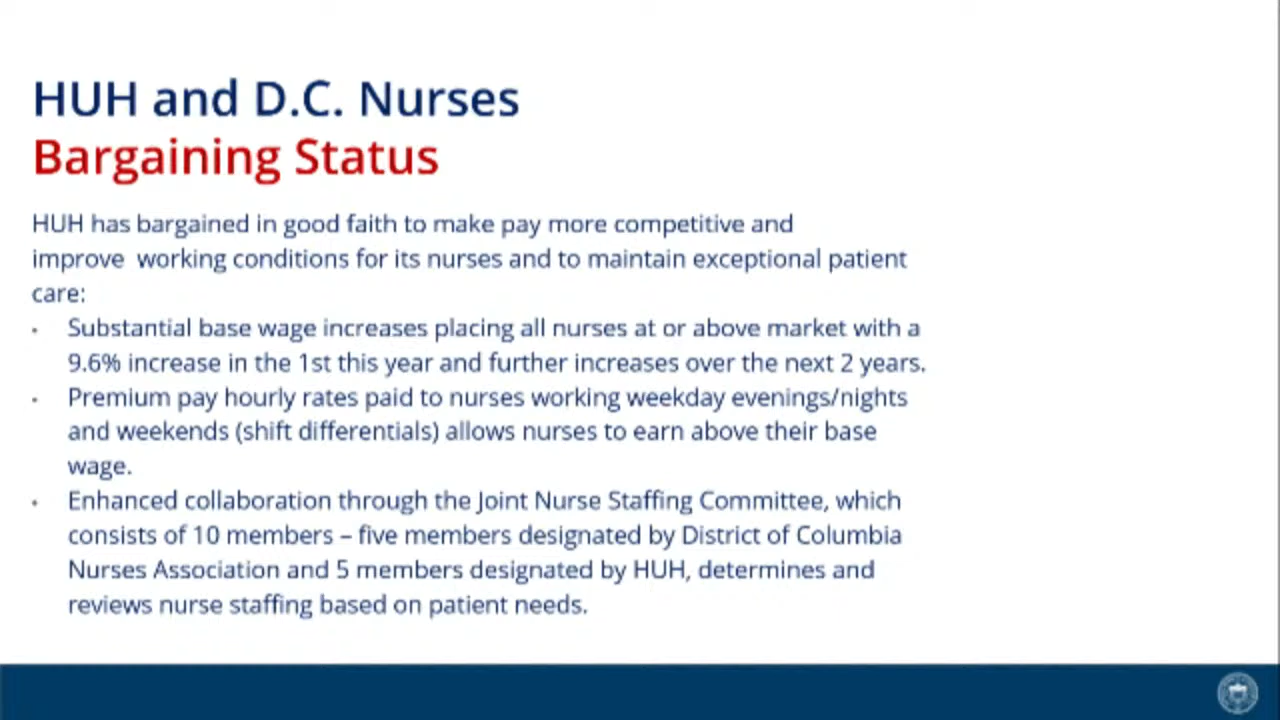 HUH and D.C. Nurses
Bargaining Status
HUH has bargained in good faith to make pay more competitive and
improve  working conditions for its nurses and to maintain exceptional patient
care:
• Substantial base wage increases placing all nurses at or above market with a
9.6% increase in the 1st this year and further increases over the next 2 years.
• Premium pay hourly rates paid to nurses working weekday evenings/nights
and weekends (shift differentials) allows nurses to earn above their base
wage.
• Enhanced collaboration through the Joint Nurse Staffing Committee, which
consists of 10 members – five members designated by District of Columbia
Nurses Association and 5 members designated by HUH, determines and
reviews nurse staffing based on patient needs.